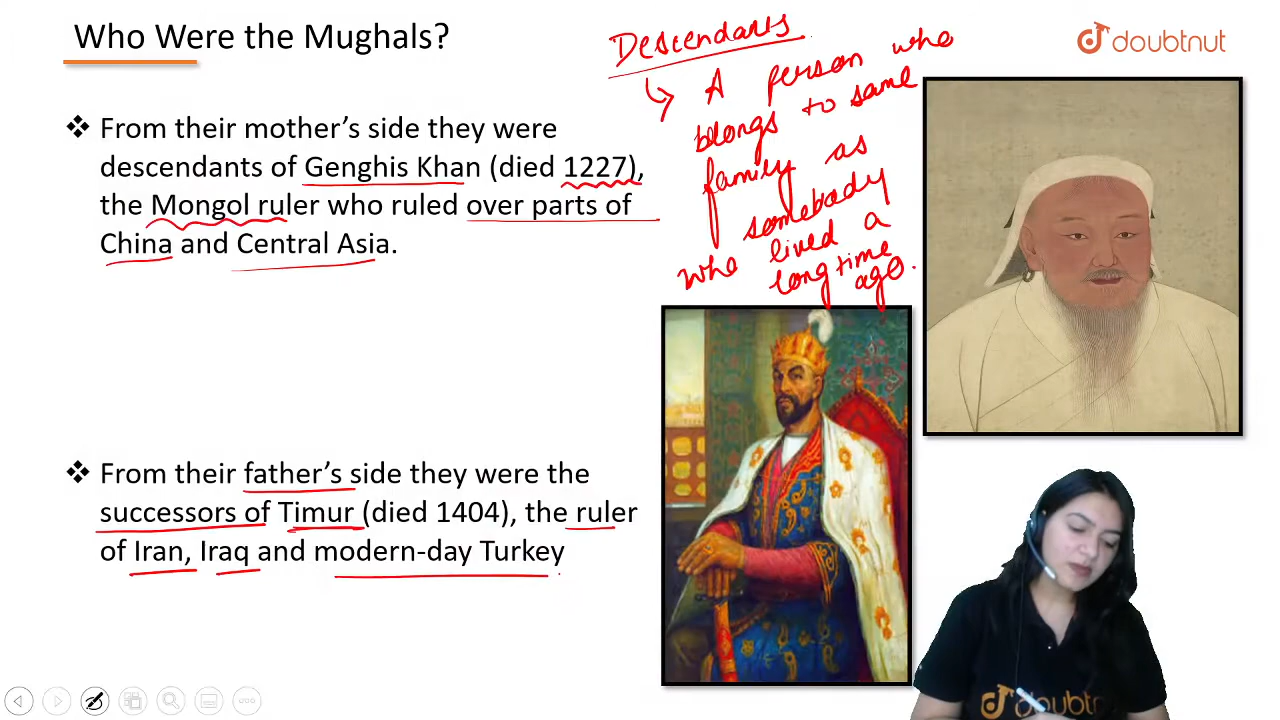 Who Were the Mughals?
❖ From their mother’s side they were
descendants of Genghis Khan (died 1227),
the Mongol ruler who ruled over parts of
China and Central Asia.
❖ From their father’s side they were the
successors of Timur (died 1404), the ruler
of Iran, Iraq and modern-day Turkey
Descendants
↳ A person who
belongs to same
family as
somebody
who lived a
long time
ago.
doubtnut
doubtnut